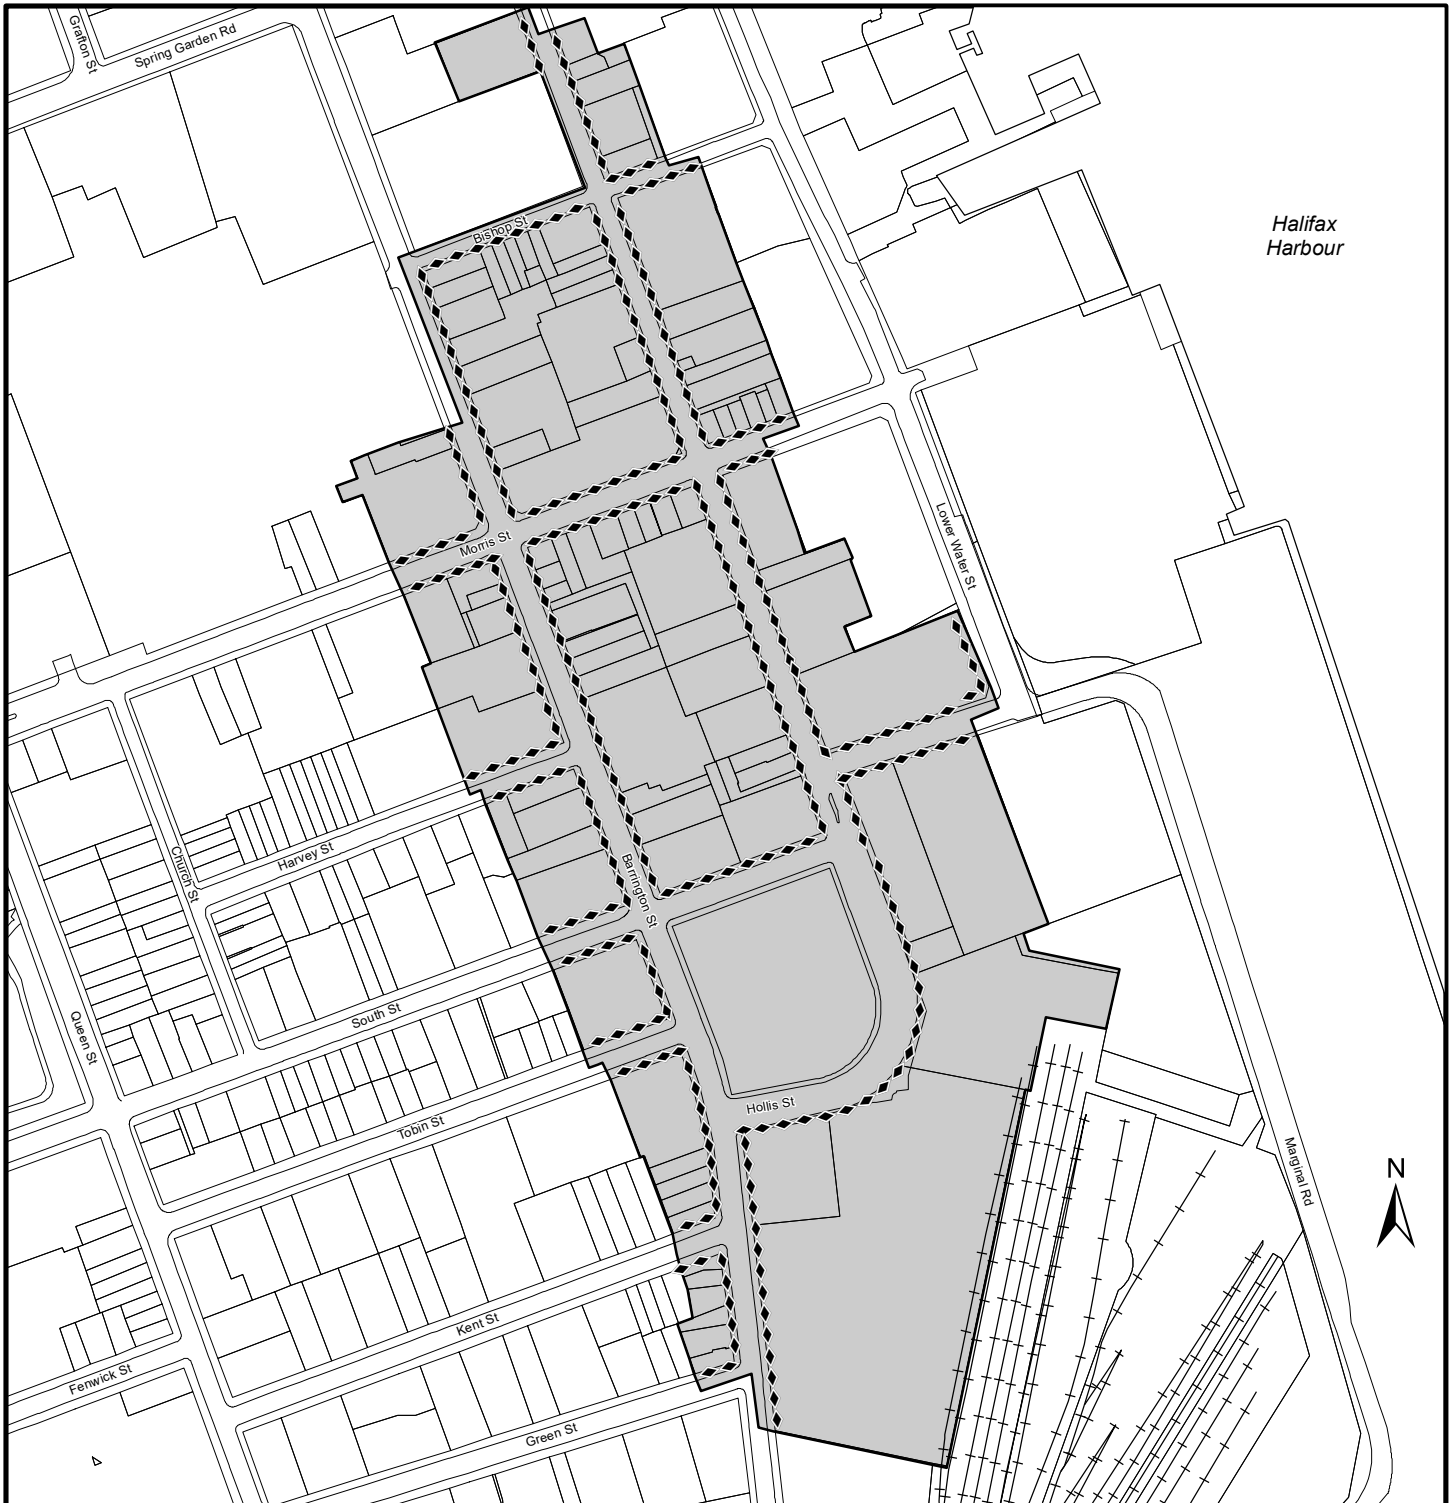 Grafton St
Spring Garden Rd
Halifax
Harbour
Bishop St
Lower Water St
Morris St
Harvey St
Church St
Barrington St
South St
Queen St
Hollis St
Tobin St
Marginal Rd
N
Kent St
Fenwick St
Green St